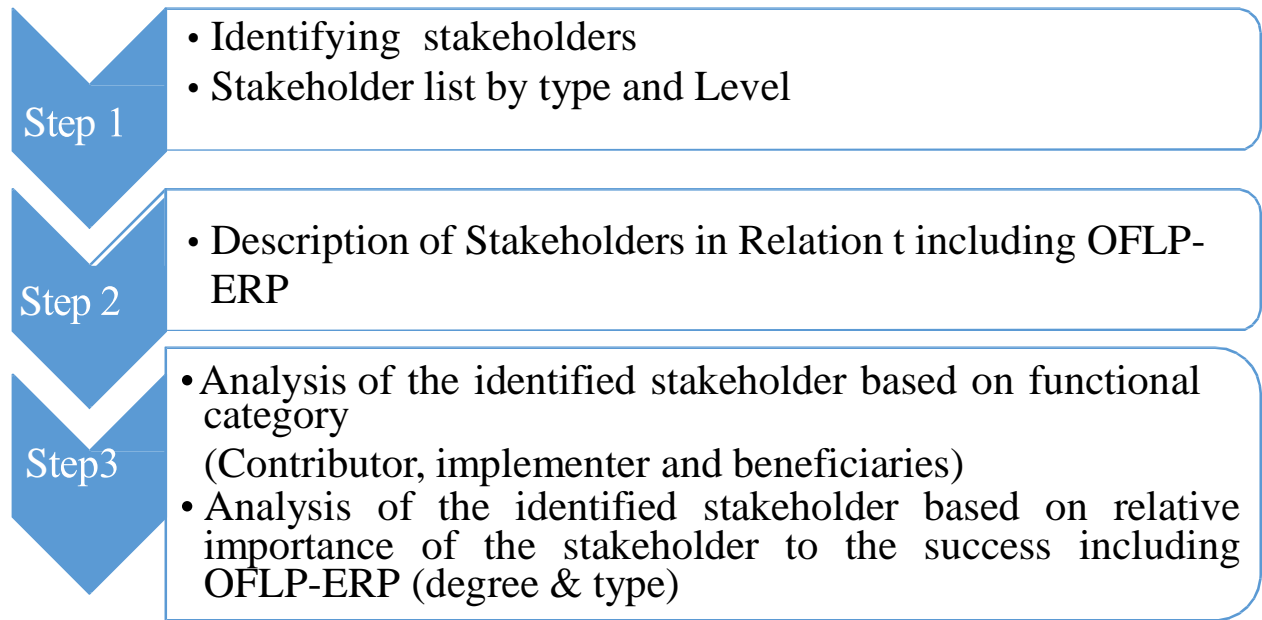 Step 1
• Identifying stakeholders
• Stakeholder list by type and Level
Step 2
• Description of Stakeholders in Relation t including OFLP-
ERP
Step3
• Analysis of the identified stakeholder based on functional
category
(Contributor, implementer and beneficiaries)
• Analysis of the identified stakeholder based on relative
importance of the stakeholder to the success including
OFLP-ERP (degree & type)